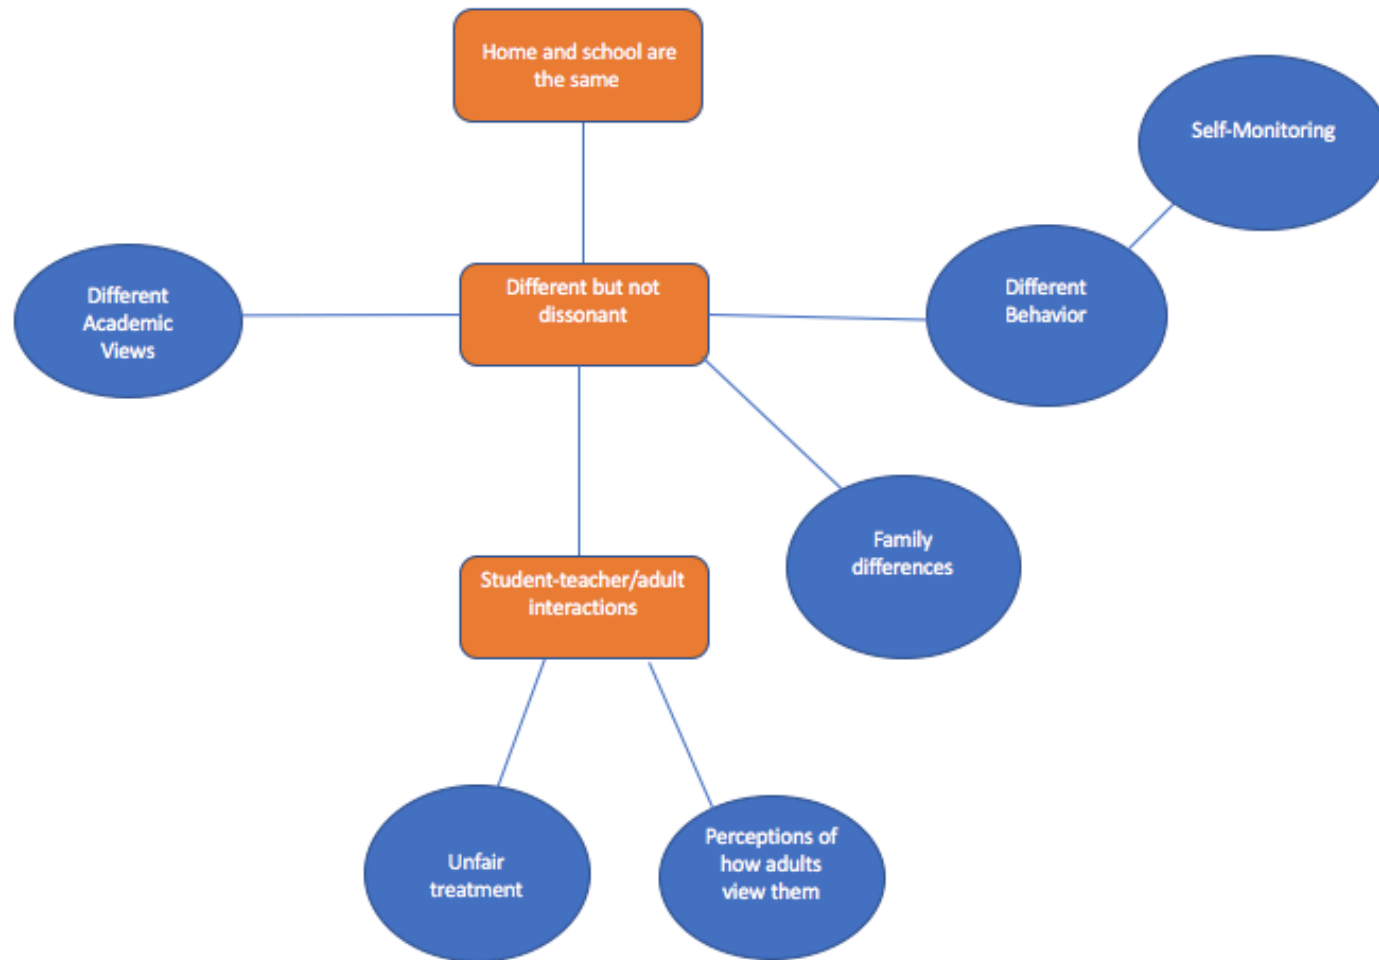 Home and school are
the same
Self-Monitoring
Different
Academic
Views
Different but not
dissonant
Different
Behavior
Family
differences
Student-teacher/adult
interactions
Unfair
treatment
Perceptions of
how adults
view them